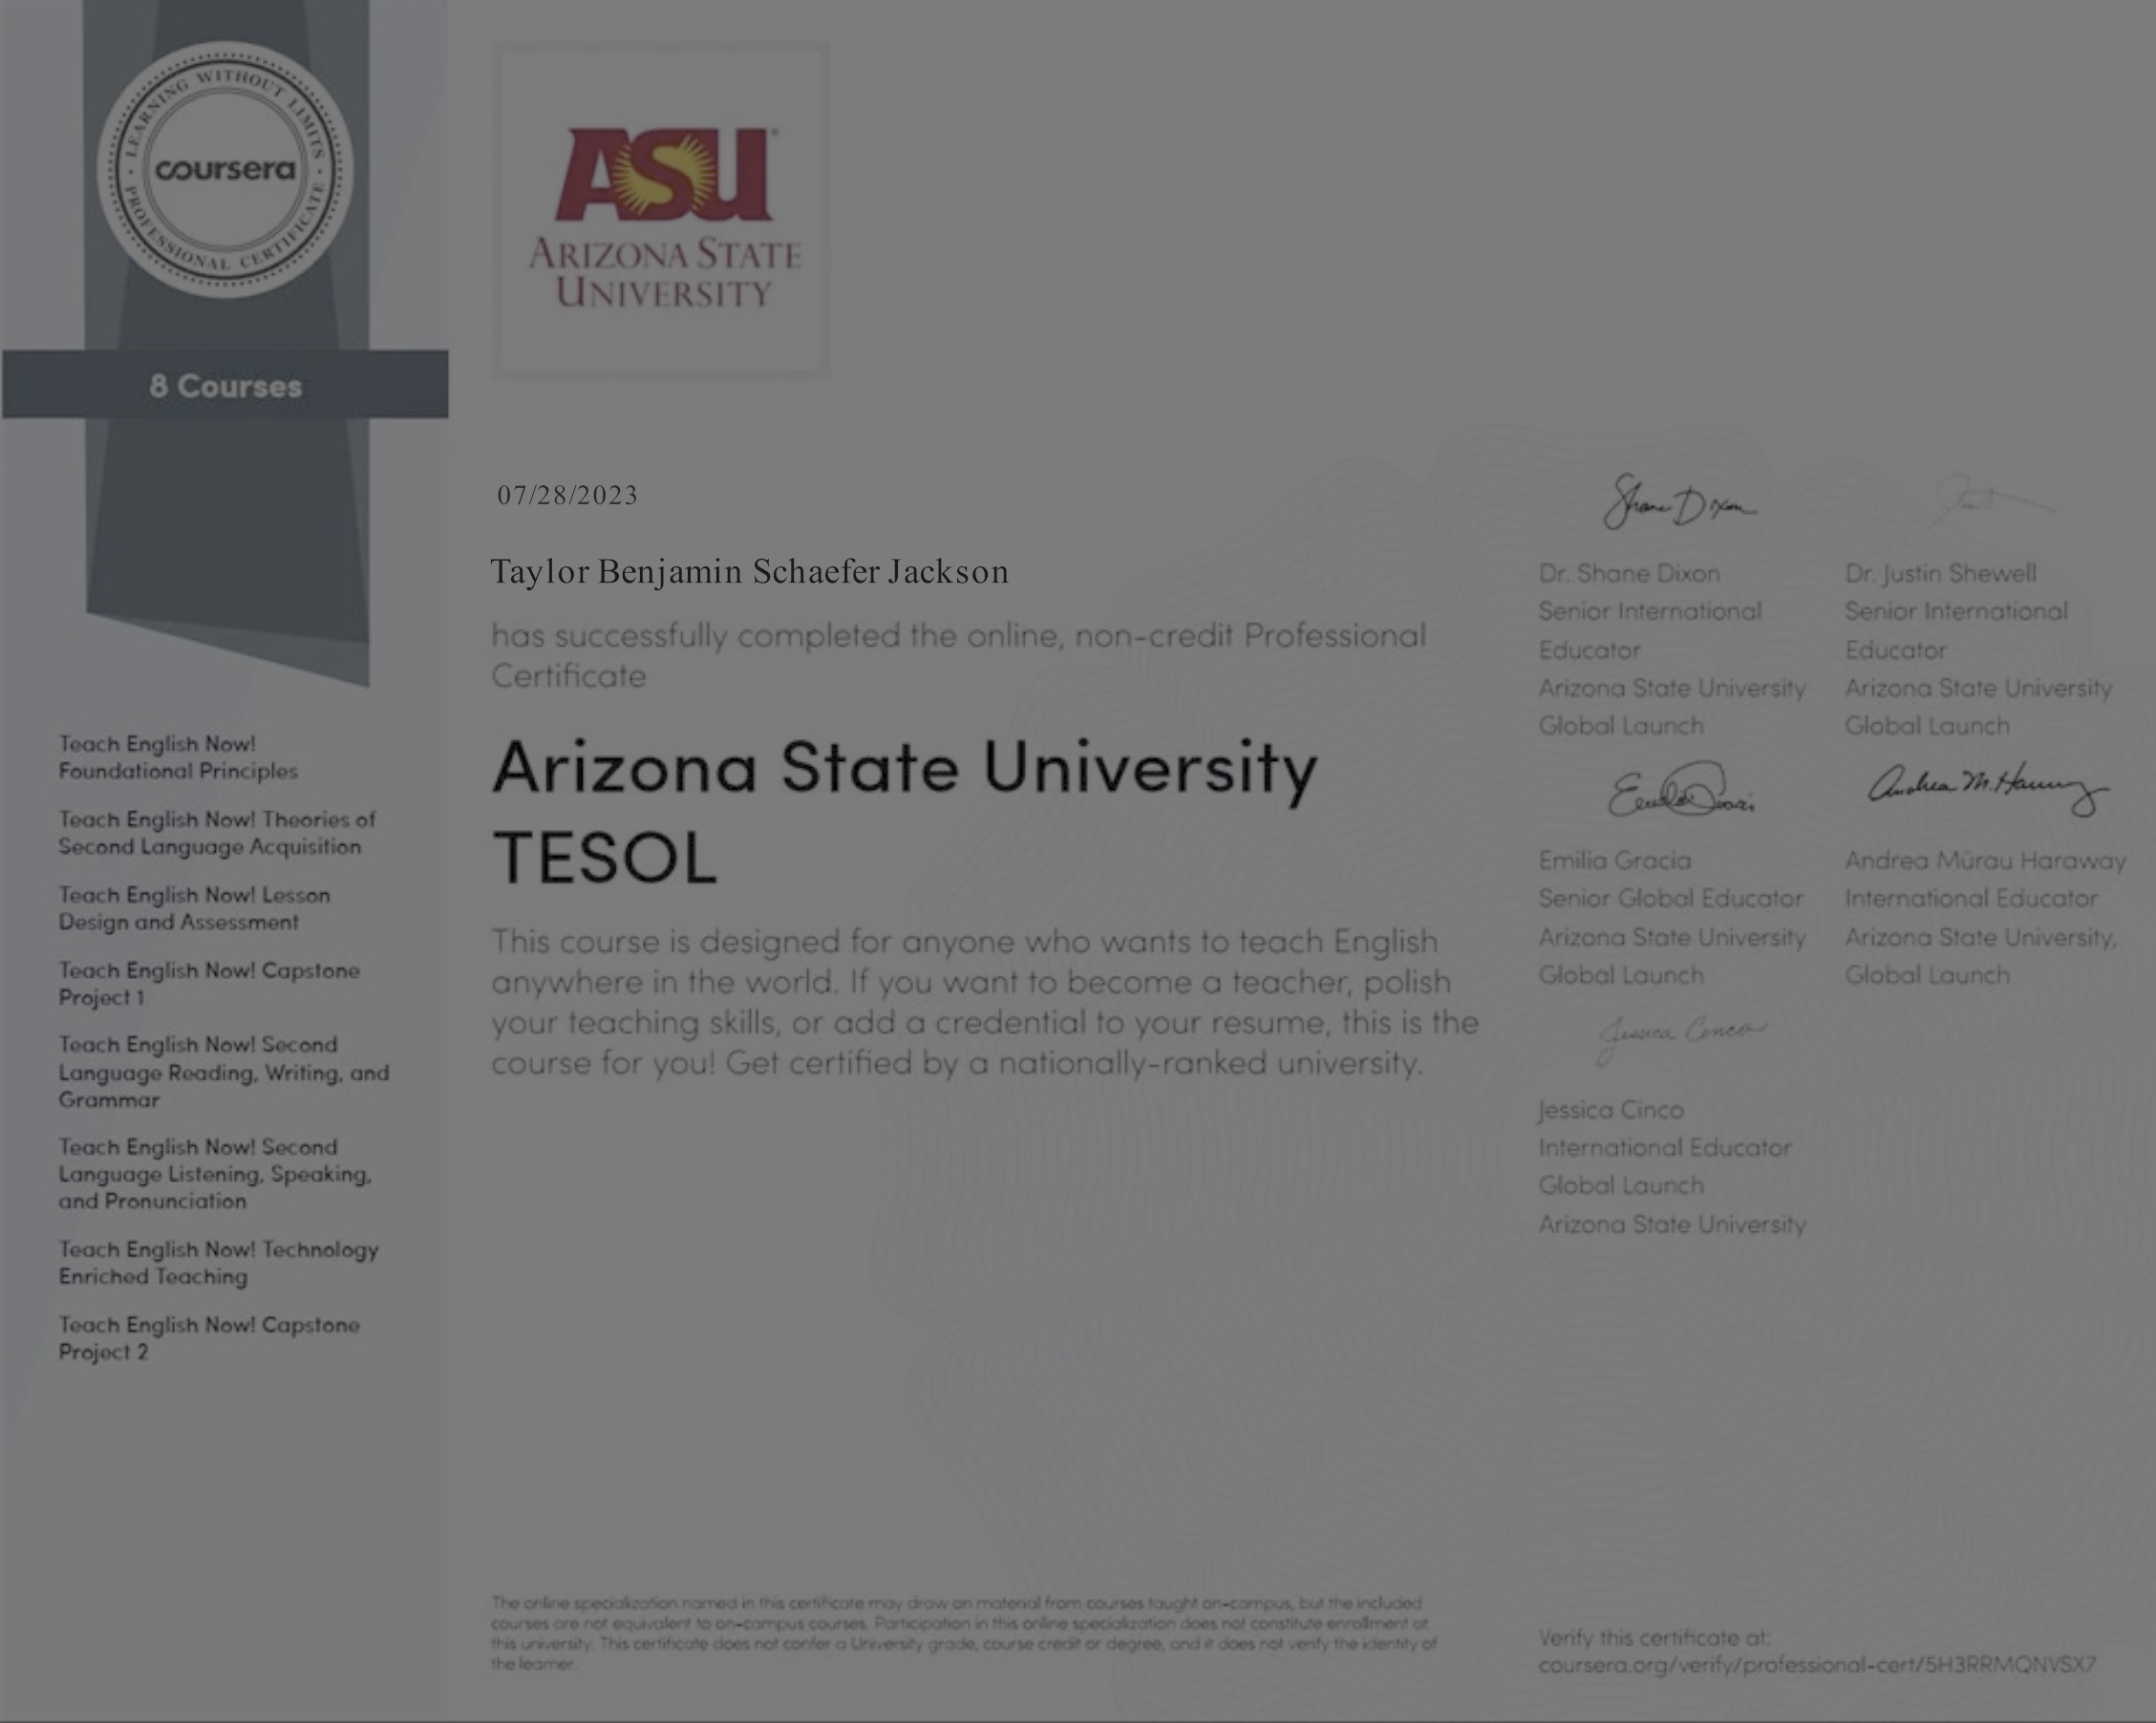 LEARNING WITHOUT LIMITS
coursera
PROFESSIONAL CERTIFICATE
8 Courses
Teach English Now!
Foundational Principles
Teach English Now! Theories of
Second Language Acquisition
Teach English Now! Lesson
Design and Assessment
Teach English Now! Capstone
Project 1
Teach English Now! Second
Language Reading, Writing, and
Grammar
Teach English Now! Second
Language Listening, Speaking,
and Pronunciation
Teach English Now! Technology
Enriched Teaching
Teach English Now! Capstone
Project 2
ASU
ARIZONA STATE
UNIVERSITY
07/28/2023
Taylor Benjamin Schaefer Jackson
has successfully completed the online, non-credit Professional
Certificate
Arizona State University
TESOL
This course is designed for anyone who wants to teach English
anywhere in the world. If you want to become a teacher, polish
your teaching skills, or add a credential to your resume, this is the
course for you! Get certified by a nationally-ranked university.
Shane Dixon
Dr. Shane Dixon
Senior International
Educator
Arizona State University
Global Launch
Dr. Justin Shewell
Senior International
Educator
Arizona State University
Global Launch
Emilia Gracia
Senior Global Educator
Arizona State University
Global Launch
Andrea Mürau Haraway
International Educator
Arizona State University,
Global Launch
Jessica Cinco
Jessica Cinco
International Educator
Global Launch
Arizona State University
The online specialization named in this certificate may draw on material from courses taught on-campus, but the included
courses are not equivalent to on-campus courses. Participation in this online specialization does not constitute enrollment at
this university. This certificate does not confer a University grade, course credit or degree, and it does not verify the identity of
the learner.
Verify this certificate at:
coursera.org/verify/professional-cert/5H3RRMQNVSX7